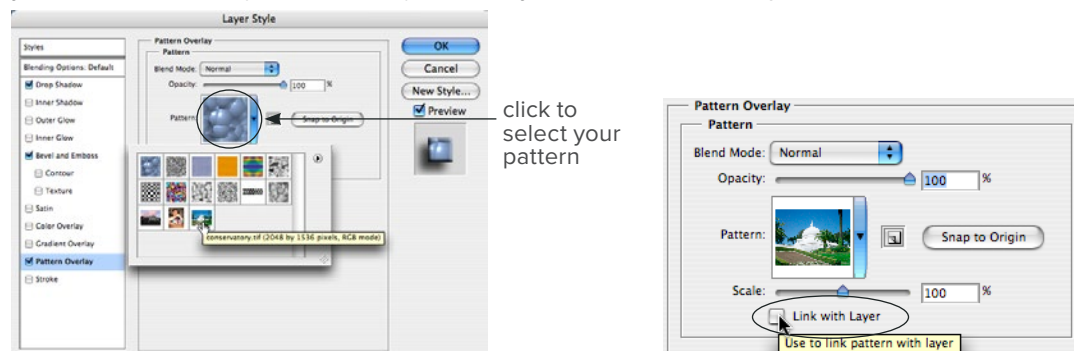 Layer Style
Styles
Blending Options: Default
Drop Shadow
Inner Shadow
Outer Glow
Inner Glow
Bevel and Emboss
Contour
Texture
Satin
Color Overlay
Gradient Overlay
Pattern Overlay
Stroke
Pattern Overlay
Pattern
Blend Mode: Normal
Opacity: 100 %
Pattern: Snap to Origin
conservatory.tif (2048 by 1536 pixels, RGB mode)
OK
Cancel
New Style...
Preview
click to
select your
pattern
Pattern Overlay
Pattern
Blend Mode: Normal
Opacity: 100 %
Pattern: Snap to Origin
Scale: 100 %
Link with Layer
Use to link pattern with layer